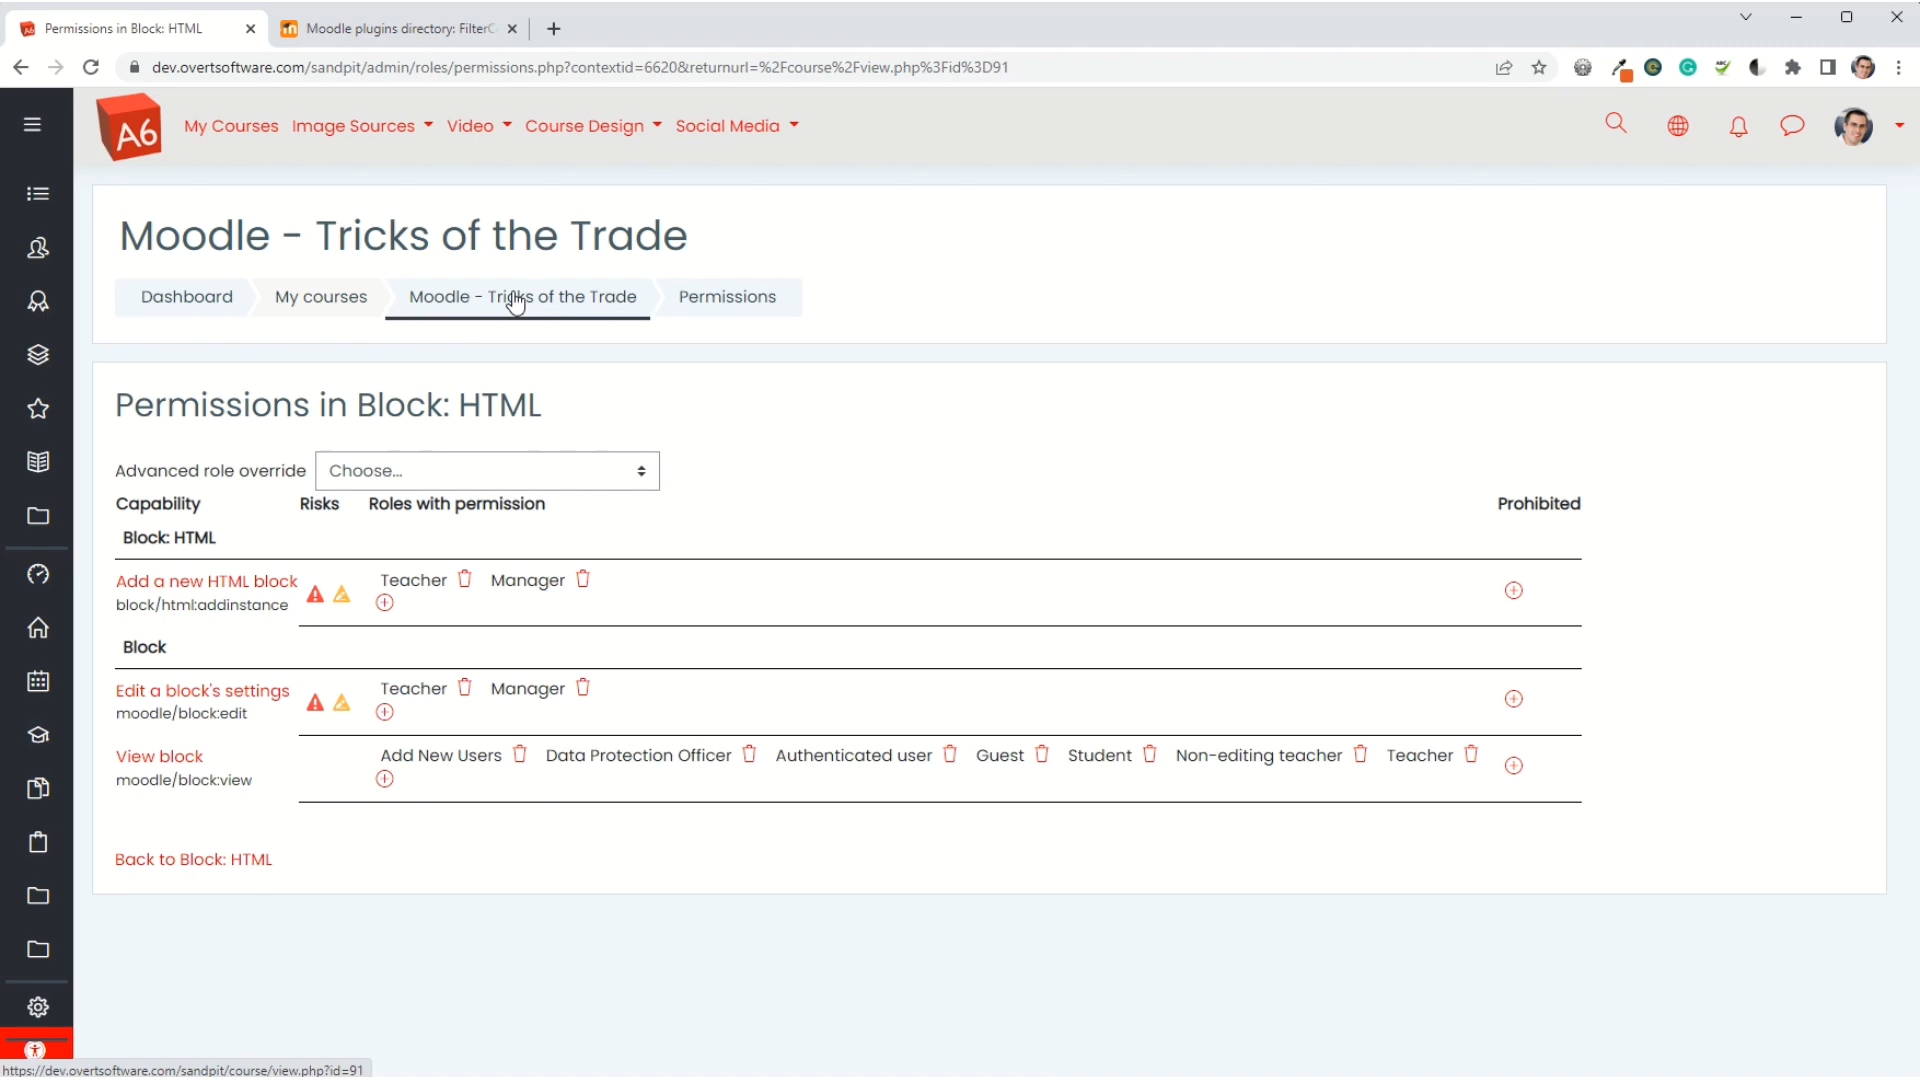 Permissions in Block: HTML
Moodle plugins directory: FilterC
dev.overtsoftware.com/sandpit/admin/roles/permissions.php?contextid=6620&returnurl=%2Fcourse%2Fview.php%3Fid%3D91
A6
My Courses Image Sources Video Course Design Social Media
Moodle - Tricks of the Trade
Dashboard My courses Moodle - Tricks of the Trade Permissions
Permissions in Block: HTML
Advanced role override Choose...
Capability Risks Roles with permission Prohibited
Block: HTML
Add a new HTML block Teacher Manager
block/html:addinstance
Block
Edit a block's settings Teacher Manager
moodle/block:edit
View block Add New Users Data Protection Officer Authenticated user Guest Student Non-editing teacher Teacher
moodle/block:view
Back to Block: HTML
https://dev.overtsoftware.com/sandpit/course/view.php?id=91